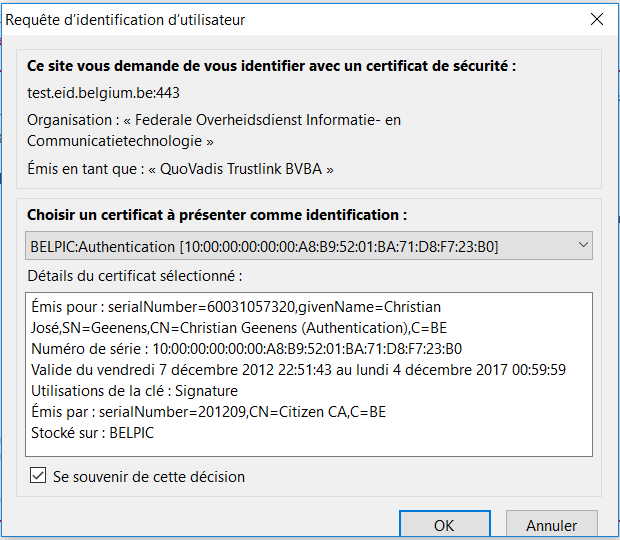 Requête d’identification d’utilisateur
Ce site vous demande de vous identifier avec un certificat de sécurité :
test.eid.belgium.be:443
Organisation : « Federale Overheidsdienst Informatie- en
Communicatietechnologie »
Émis en tant que : « QuoVadis Trustlink BVBA »
Choisir un certificat à présenter comme identification :
BELPIC:Authentication [10:00:00:00:00:00:A8:B9:52:01:BA:71:D8:F7:23:B0]
Détails du certificat sélectionné :
Émis pour : serialNumber=60031057320,givenName=Christian
José,SN=Geenens,CN=Christian Geenens (Authentication),C=BE
Numéro de série : 10:00:00:00:00:00:A8:B9:52:01:BA:71:D8:F7:23:B0
Valide du vendredi 7 décembre 2012 22:51:43 au lundi 4 décembre 2017 00:59:59
Utilisations de la clé : Signature
Émis par : serialNumber=201209,CN=Citizen CA,C=BE
Stocké sur : BELPIC
Se souvenir de cette décision
OK Annuler